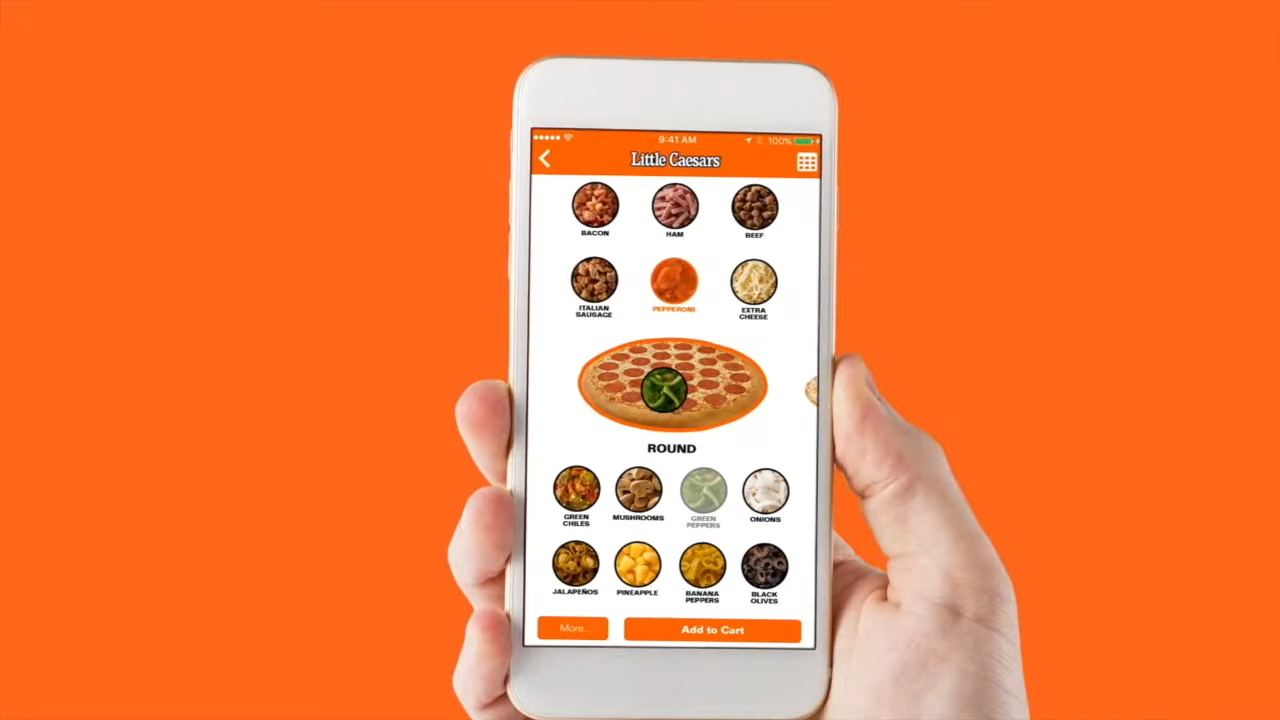 9:41 AM 100%
Little Caesars
BACON HAM BEEF
ITALIAN SAUSAGE PEPPERONI EXTRA CHEESE
ROUND
GREEN CHILES MUSHROOMS GREEN PEPPERS ONIONS
JALAPEÑOS PINEAPPLE BANANA PEPPERS BLACK OLIVES
More... Add to Cart